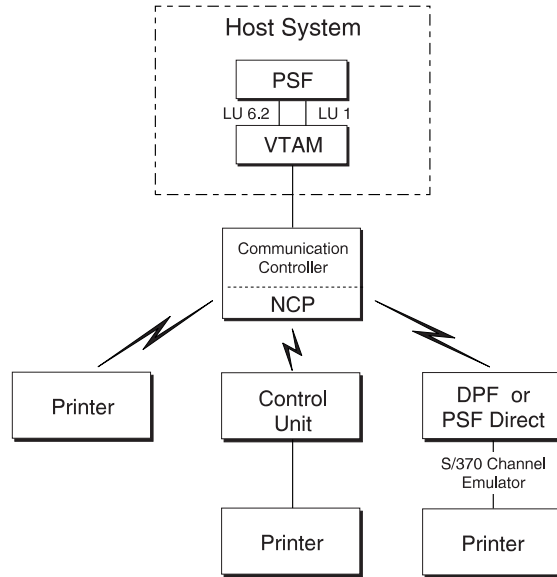 Host System
PSF
LU 6.2
LU 1
VTAM
Communication
Controller
NCP
Printer
Control
Unit
DPF or
PSF Direct
S/370 Channel
Emulator
Printer
Printer